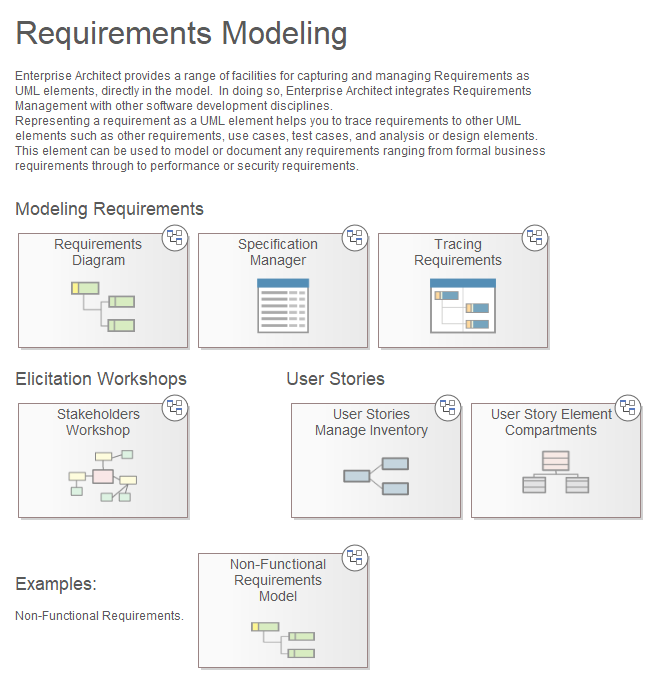 Requirements Modeling
Enterprise Architect provides a range of facilities for capturing and managing Requirements as
UML elements, directly in the model.  In doing so, Enterprise Architect integrates Requirements
Management with other software development disciplines.
Representing a requirement as a UML element helps you to trace requirements to other UML
elements such as other requirements, use cases, test cases, and analysis or design elements.
This element can be used to model or document any requirements ranging from formal business
requirements through to performance or security requirements.
Modeling Requirements
Requirements
Diagram
Specification
Manager
Tracing
Requirements
Elicitation Workshops
User Stories
Stakeholders
Workshop
User Stories
Manage Inventory
User Story Element
Compartments
Examples:
Non-Functional Requirements.
Non-Functional
Requirements
Model